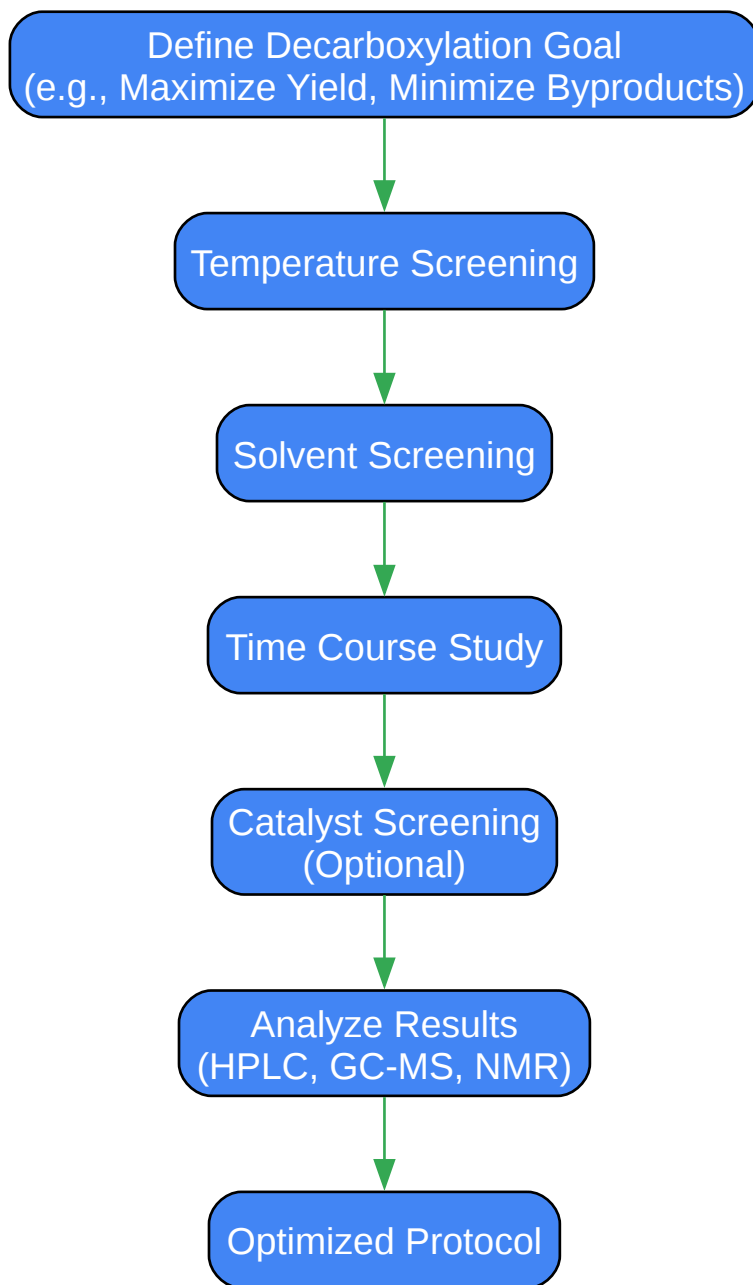 Define Decarboxylation Goal
(e.g., Maximize Yield, Minimize Byproducts)
Temperature Screening
Solvent Screening
Time Course Study
Catalyst Screening
(Optional)
Analyze Results
(HPLC, GC-MS, NMR)
Optimized Protocol